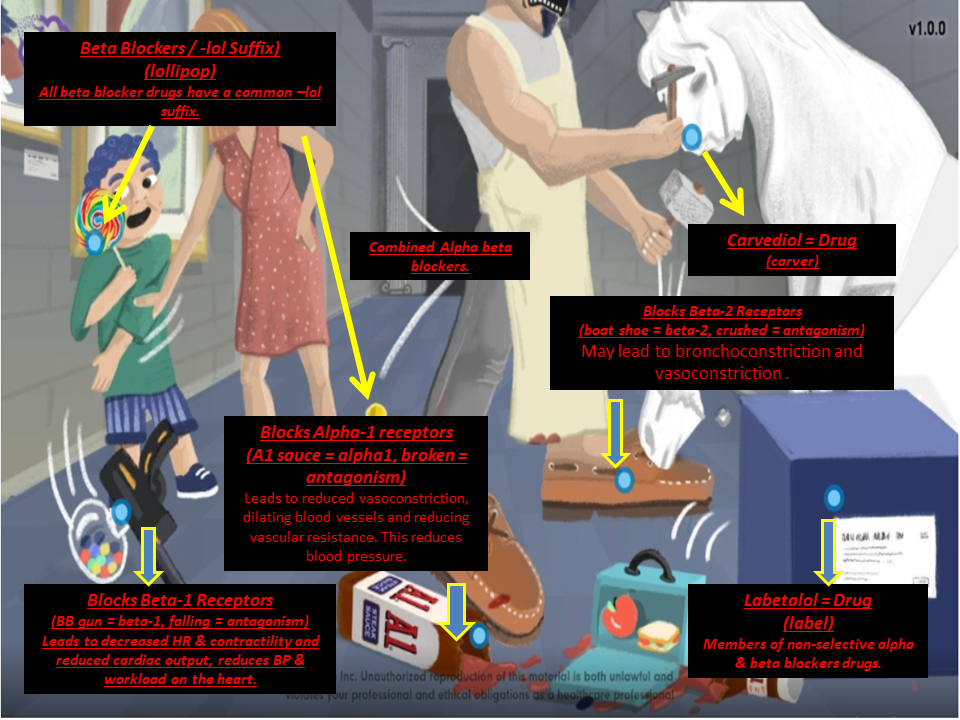 v1.0.0
Beta Blockers / -lol Suffix)
(lollipop)
All beta blocker drugs have a common –lol
suffix.
Combined Alpha beta
blockers.
Carvediol = Drug
(carver)
Blocks Beta-2 Receptors
(boat shoe = beta-2, crushed = antagonism)
May lead to bronchoconstriction and
vasoconstriction .
Blocks Alpha-1 receptors
(A1 sauce = alpha1, broken =
antagonism)
Leads to reduced vasoconstriction,
dilating blood vessels and reducing
vascular resistance. This reduces
blood pressure.
Blocks Beta-1 Receptors
(BB gun = beta-1, falling = antagonism)
Leads to decreased HR & contractility and
reduced cardiac output, reduces BP &
workload on the heart.
A.1.
STEAK
SAUCE
Labetalol = Drug
(label)
Members of non-selective alpha
& beta blockers drugs.
Inc. Unauthorized reproduction of this material is both unlawful and
violates your professional and ethical obligations as a healthcare professional